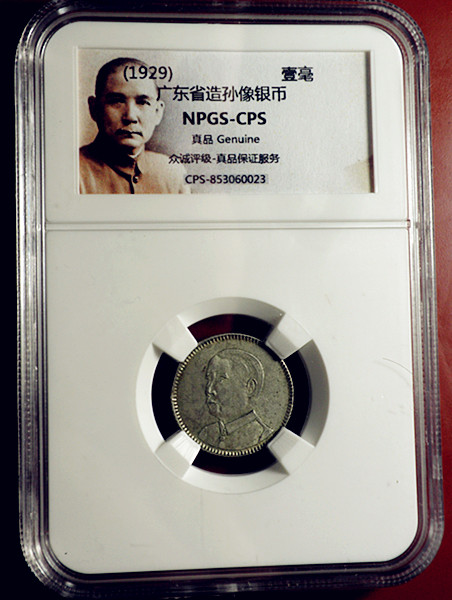 (1929) 壹毫
广东省造孙像银币
NPGS-CPS
真品 Genuine
众诚评级-真品保证服务
CPS-853060023